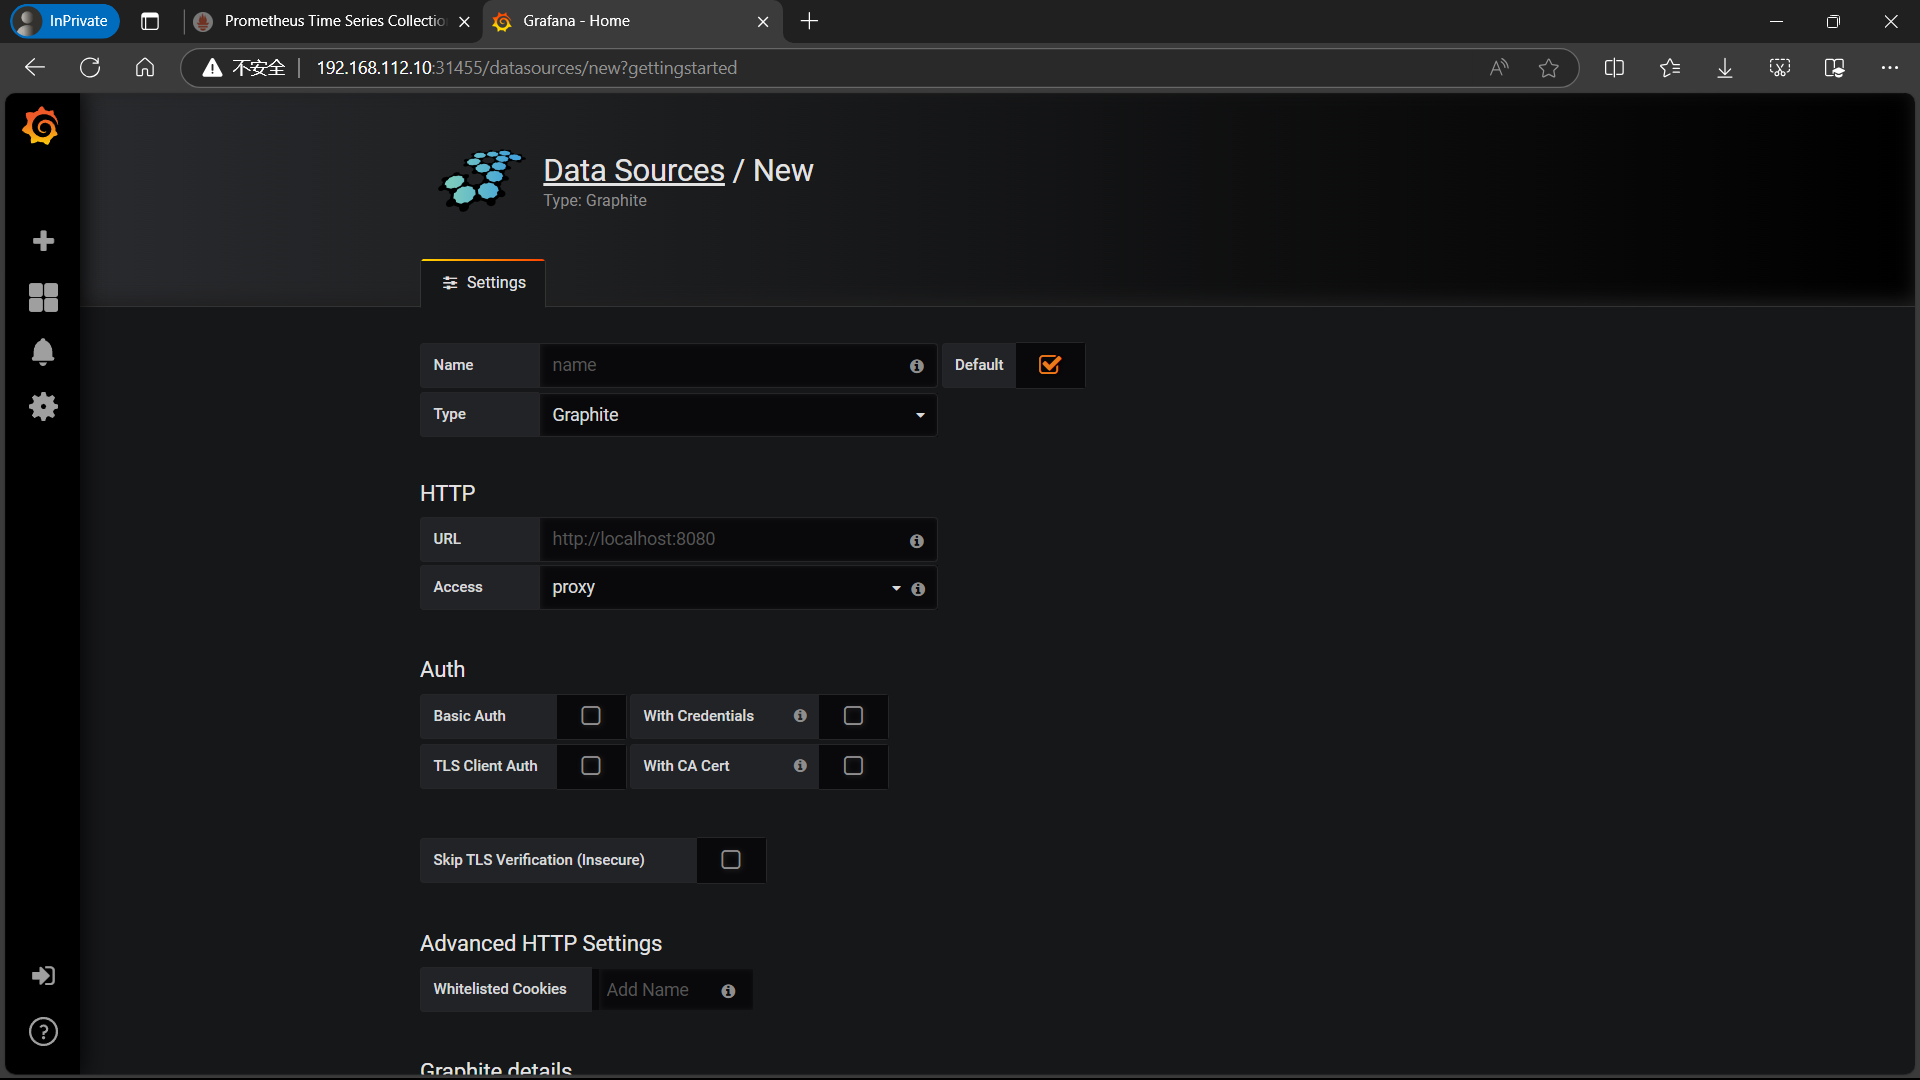 InPrivate
Prometheus Time Series Collectio
Grafana - Home
不安全
192.168.112.10:31455/datasources/new?gettingstarted
Data Sources / New
Type: Graphite
Settings
Name
name
Default
Type
Graphite
HTTP
URL
http://localhost:8080
Access
proxy
Auth
Basic Auth
With Credentials
TLS Client Auth
With CA Cert
Skip TLS Verification (Insecure)
Advanced HTTP Settings
Whitelisted Cookies
Add Name
Graphite details